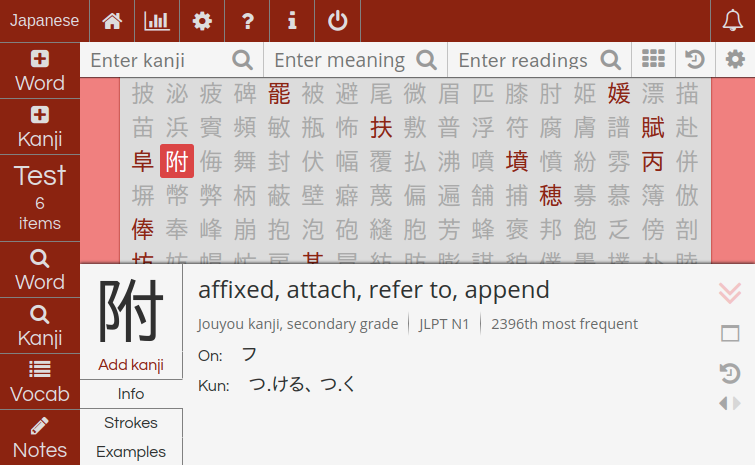 Japanese ?
Word
Kanji
Test
6
items
Word
Kanji
Vocab
Notes
Enter kanji Enter meaning Enter readings
披 泌 疲 碑 罷 被 避 尾 微 眉 匹 膝 肘 姫 媛 漂 描
苗 浜 賓 頻 敏 瓶 怖 扶 敷 普 浮 符 腐 膚 譜 賦 赴
阜 附 侮 舞 封 伏 幅 覆 払 沸 噴 墳 憤 紛 雰 丙 併
塀 幣 弊 柄 蔽 壁 癖 蔑 偏 遍 舗 捕 穂 募 慕 簿 倣
俸 奉 峰 崩 抱 泡 砲 縫 胞 芳 蜂 褒 邦 飽 乏 傍 剖
附
Add kanji
Info
Strokes
Examples
affixed, attach, refer to, append
Jouyou kanji, secondary grade JLPT N1 2396th most frequent
On: フ
Kun: つ.ける、つ.く